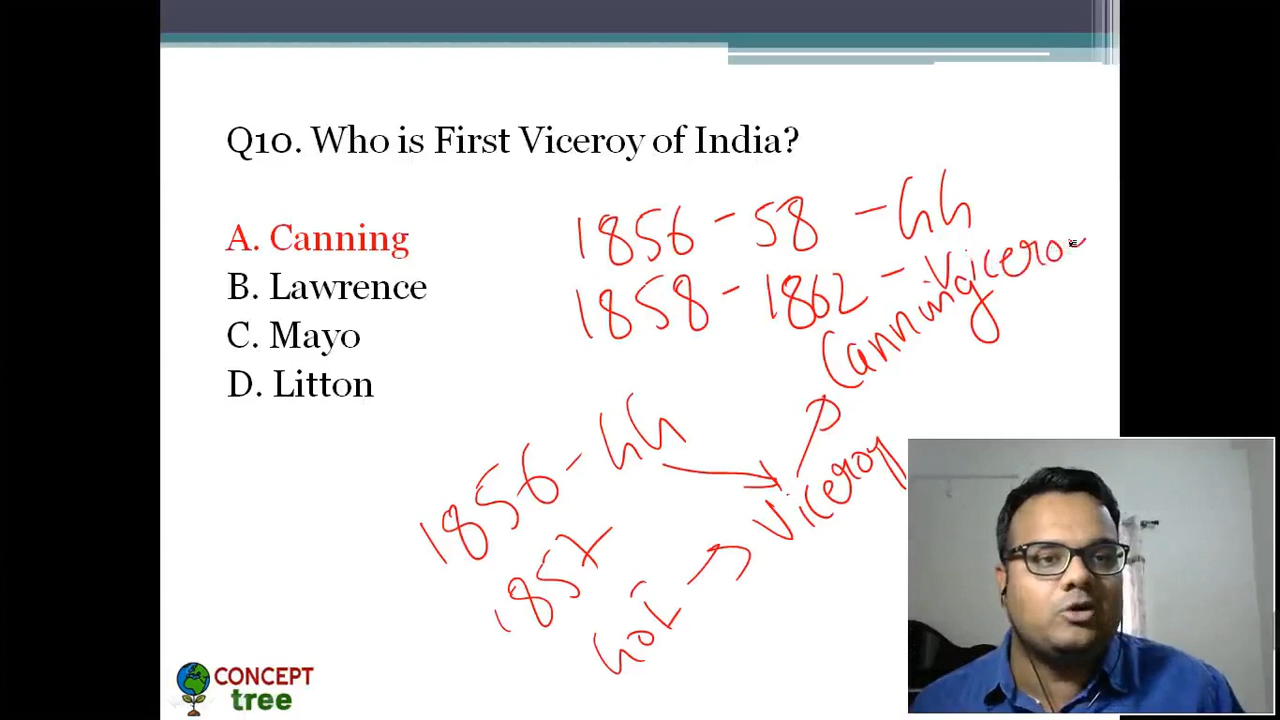 Q10. Who is First Viceroy of India?
A. Canning
B. Lawrence
C. Mayo
D. Litton
1856 - 58 - GG
1858 - 1862 - Viceroy
Canning
1856 - GG
Viceroy
1857
GOI
CONCEPT
tree